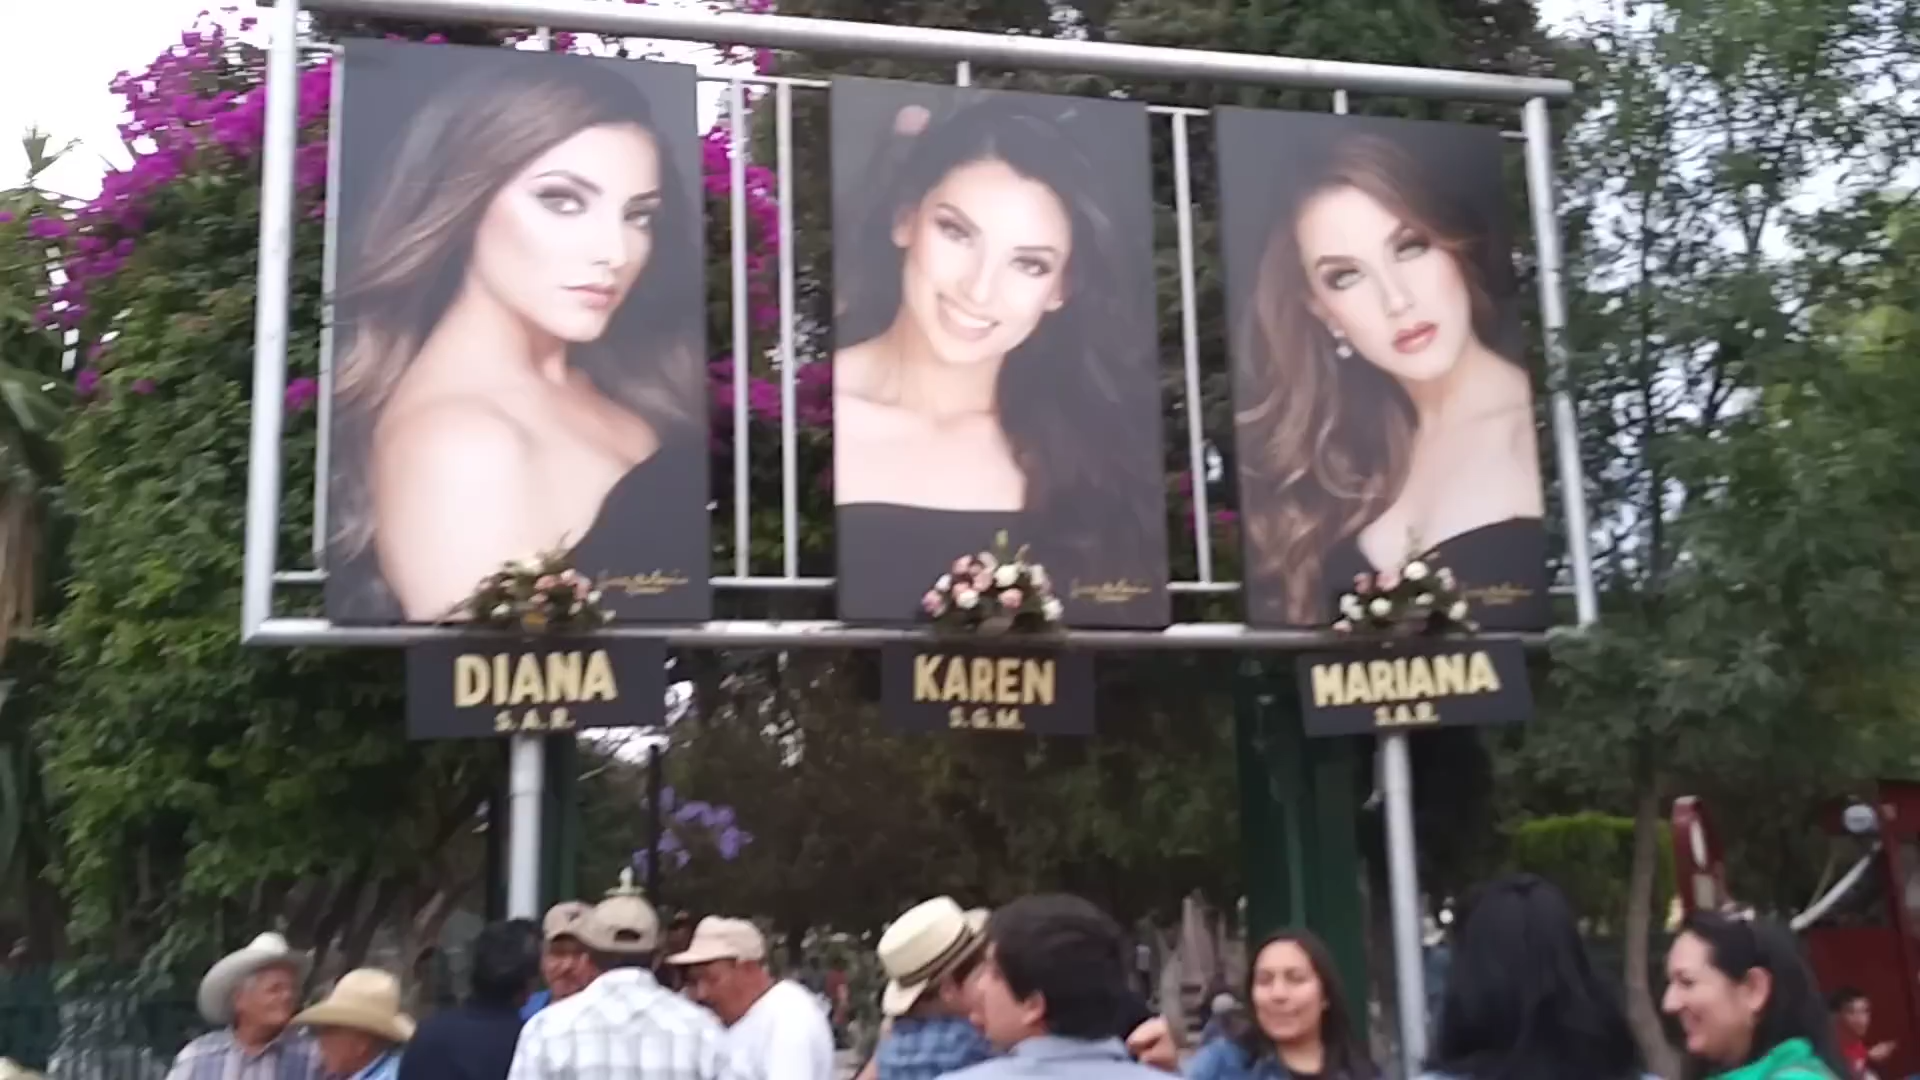 DIANA
S.A.R.
KAREN
S.G.M.
MARIANA
S.A.R.